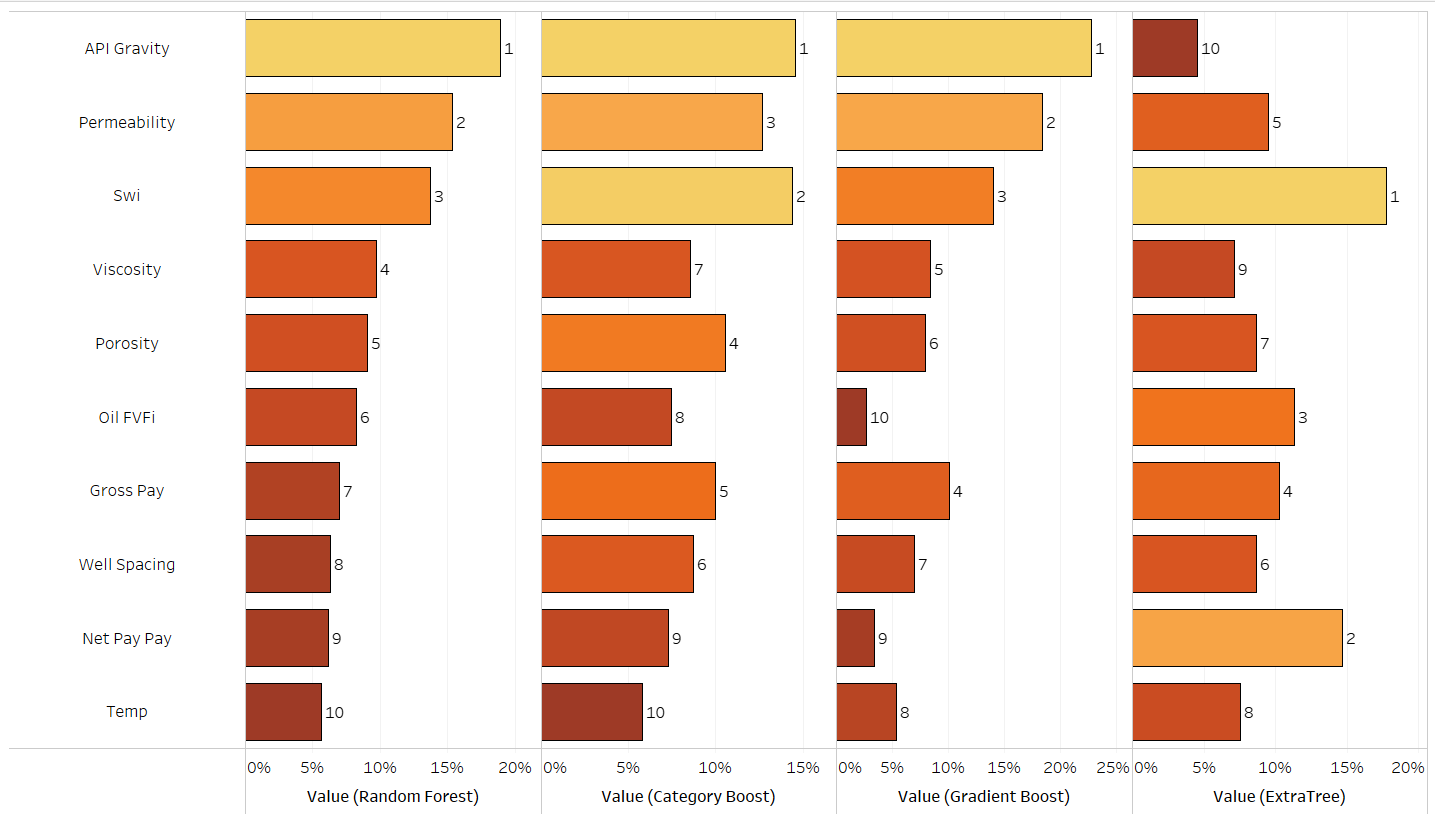 API Gravity 1 1 1 10
Permeability 2 3 2 5
Swi 3 2 3 1
Viscosity 4 7 5 9
Porosity 5 4 6 7
Oil FVFi 6 8 10 3
Gross Pay 7 5 4 4
Well Spacing 8 6 7 6
Net Pay Pay 9 9 9 2
Temp 10 10 8 8
0% 5% 10% 15% 20% 0% 5% 10% 15% 0% 5% 10% 15% 20% 25% 0% 5% 10% 15% 20%
Value (Random Forest) Value (Category Boost) Value (Gradient Boost) Value (ExtraTree)